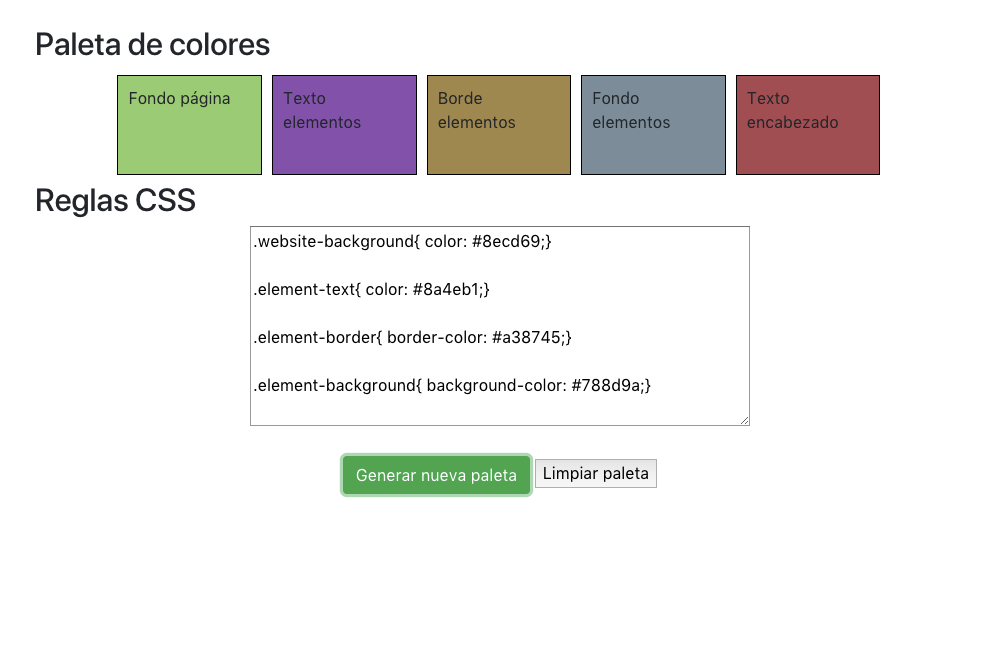 Paleta de colores
Fondo página
Texto
elementos
Borde
elementos
Fondo
elementos
Texto
encabezado
Reglas CSS
.website-background{ color: #8ecd69;}
.element-text{ color: #8a4eb1;}
.element-border{ border-color: #a38745;}
.element-background{ background-color: #788d9a;}
Generar nueva paleta
Limpiar paleta